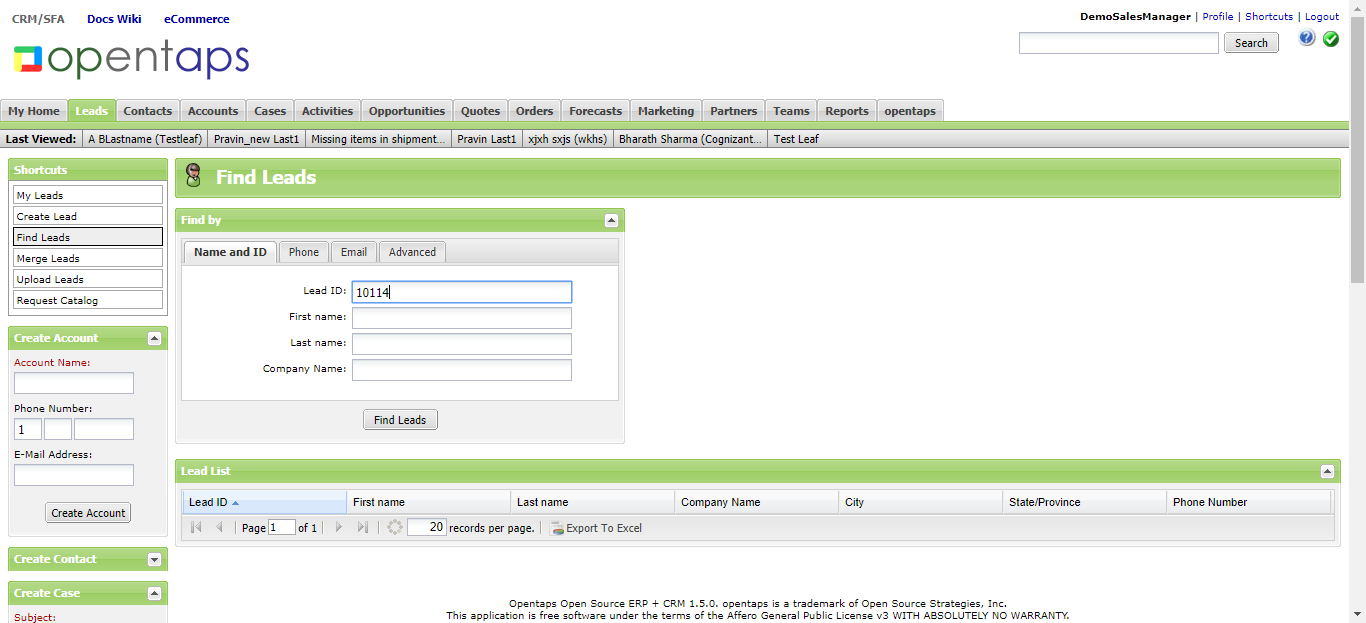 CRM/SFA Docs Wiki eCommerce
DemoSalesManager | Profile | Shortcuts | Logout
opentaps
Search
My Home Leads Contacts Accounts Cases Activities Opportunities Quotes Orders Forecasts Marketing Partners Teams Reports opentaps
Last Viewed: A BLastname (Testleaf) Pravin_new Last1 Missing items in shipment... Pravin Last1 xjxh sxjs (wkhs) Bharath Sharma (Cognizant... Test Leaf
Shortcuts
My Leads
Create Lead
Find Leads
Merge Leads
Upload Leads
Request Catalog
Create Account
Account Name:
Phone Number:
1
E-Mail Address:
Create Account
Create Contact
Create Case
Subject:
Find Leads
Find by
Name and ID Phone Email Advanced
Lead ID: 10114
First name:
Last name:
Company Name:
Find Leads
Lead List
Lead ID First name Last name Company Name City State/Province Phone Number
Page 1 of 1 20 records per page. Export To Excel
Opentaps Open Source ERP + CRM 1.5.0. opentaps is a trademark of Open Source Strategies, Inc.
This application is free software under the terms of the Affero General Public License v3 WITH ABSOLUTELY NO WARRANTY.